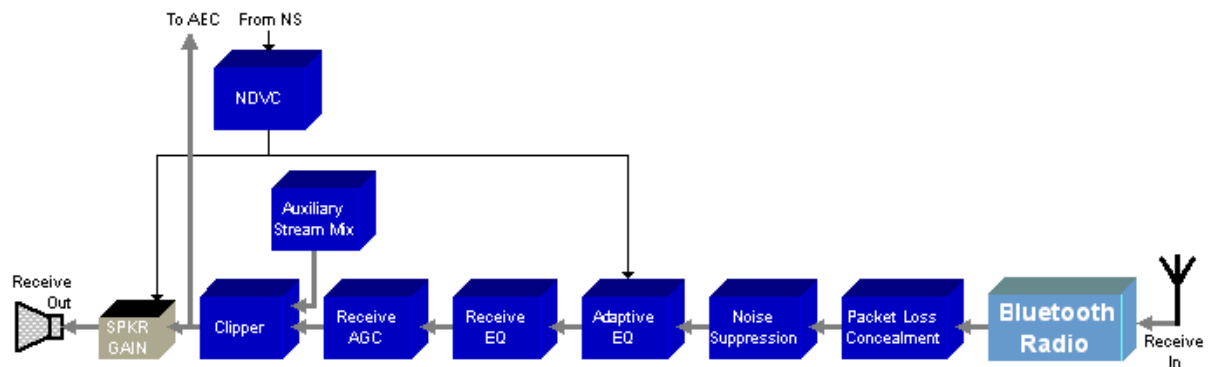 To AEC
From NS
NDVC
Auxiliary
Stream Mix
Receive
Out
SPKR
GAIN
Clipper
Receive
AGC
Receive
EQ
Adaptive
EQ
Noise
Suppression
Packet Loss
Concealment
Bluetooth
Radio
Receive
In